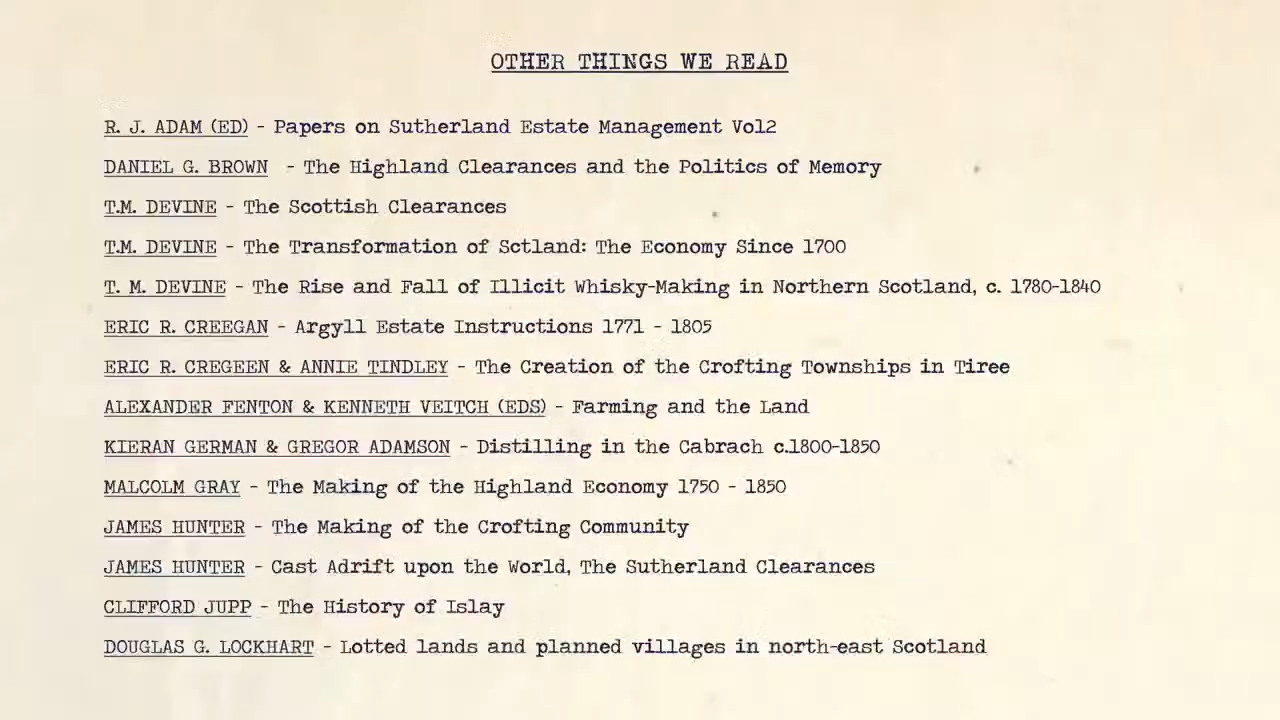 OTHER THINGS WE READ
R. J. ADAM (ED) - Papers on Sutherland Estate Management Vol2
DANIEL G. BROWN - The Highland Clearances and the Politics of Memory
T.M. DEVINE - The Scottish Clearances
T.M. DEVINE - The Transformation of Sctland: The Economy Since 1700
T. M. DEVINE - The Rise and Fall of Illicit Whisky-Making in Northern Scotland, c. 1780-1840
ERIC R. CREEGAN - Argyll Estate Instructions 1771 - 1805
ERIC R. CREGEEN & ANNIE TINDLEY - The Creation of the Crofting Townships in Tiree
ALEXANDER FENTON & KENNETH VEITCH (EDS) - Farming and the Land
KIERAN GERMAN & GREGOR ADAMSON - Distilling in the Cabrach c.1800-1850
MALCOLM GRAY - The Making of the Highland Economy 1750 - 1850
JAMES HUNTER - The Making of the Crofting Community
JAMES HUNTER - Cast Adrift upon the World, The Sutherland Clearances
CLIFFORD JUPP - The History of Islay
DOUGLAS G. LOCKHART - Lotted lands and planned villages in north-east Scotland